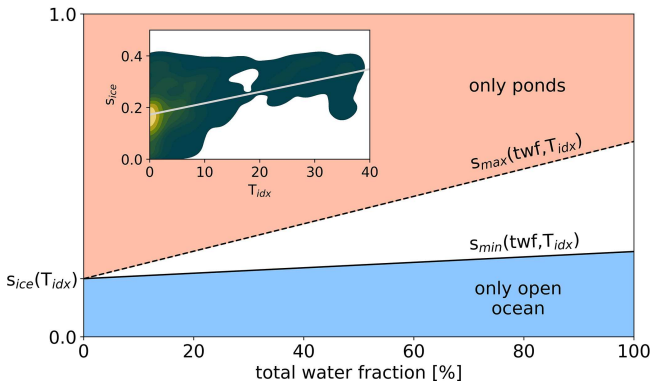 1.0
0.4
0.2
0.0
s_ice
0 10 20 30 40
T_idx
only ponds
s_max(twf,T_idx)
s_min(twf,T_idx)
s_ice(T_idx)
only open
ocean
0.0
0 20 40 60 80 100
total water fraction [%]